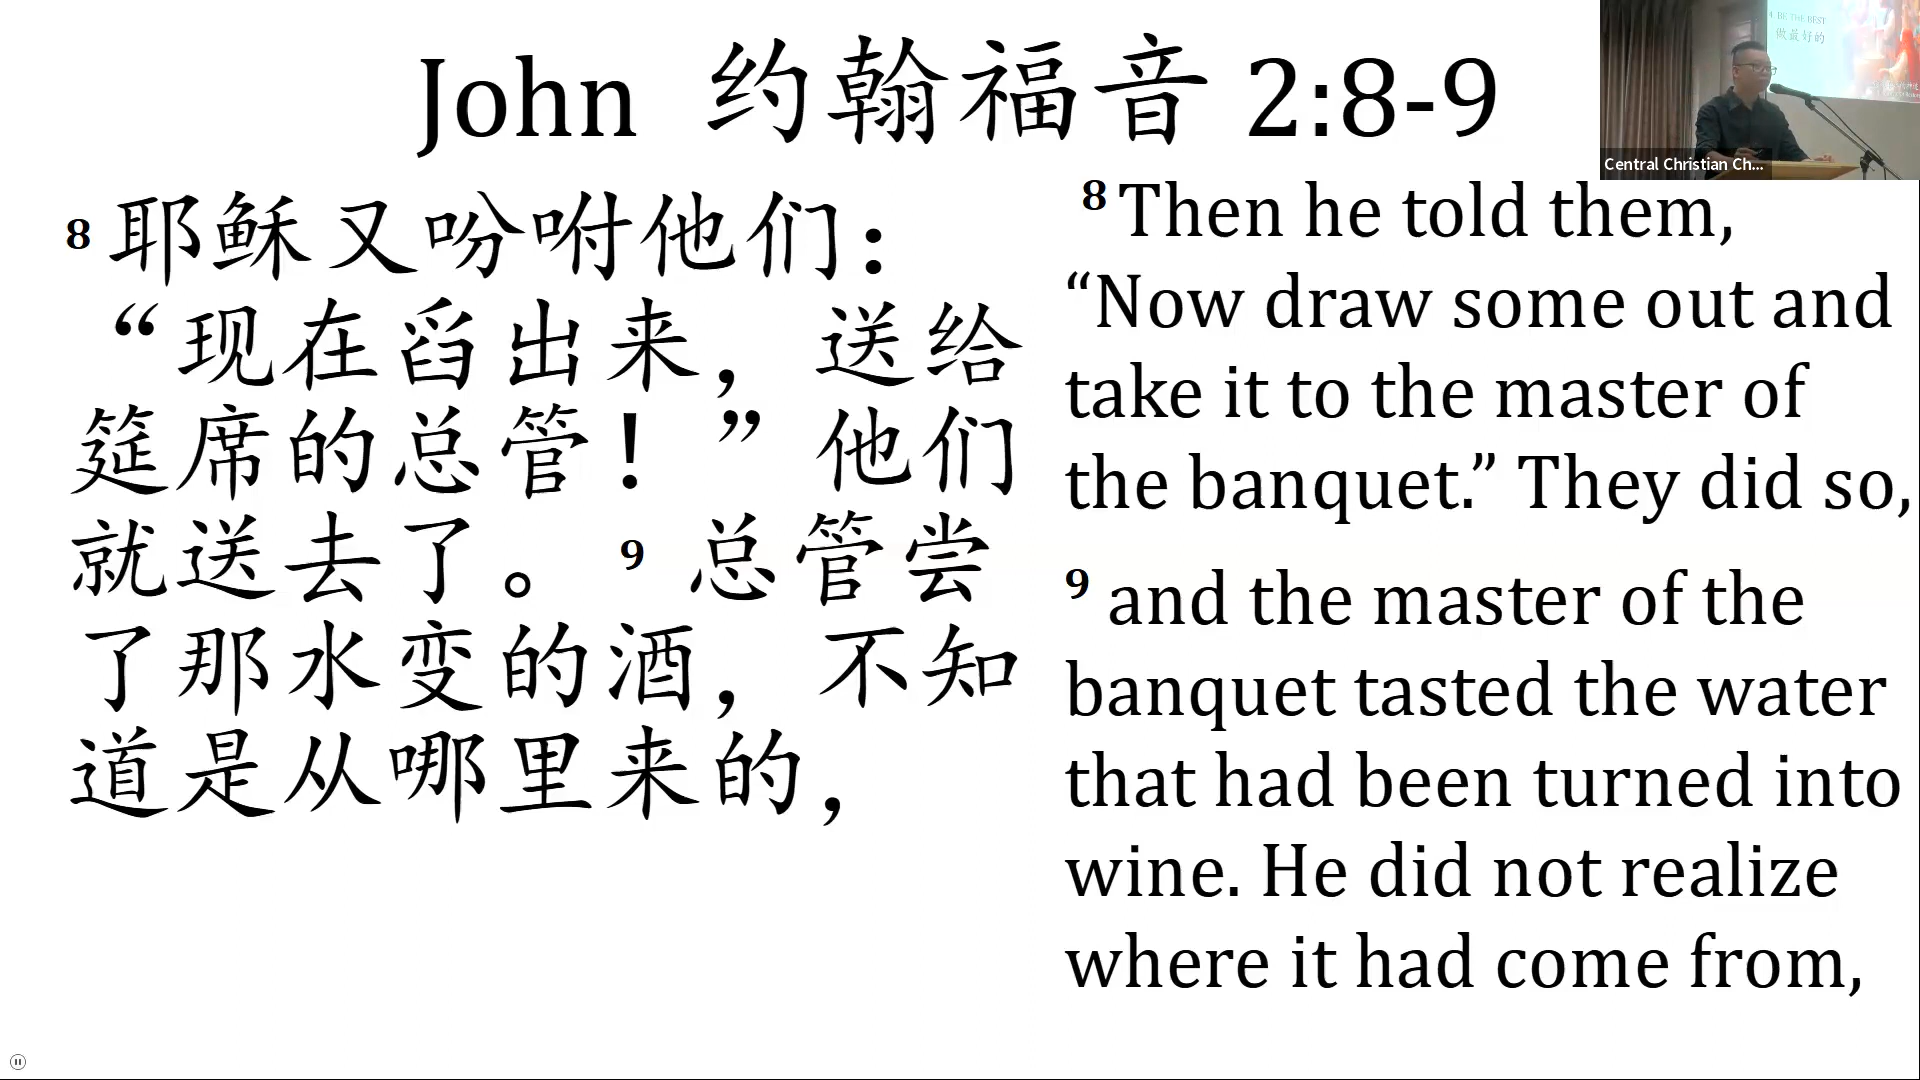 John 约翰福音 2:8-9
8 耶稣又吩咐他们：
“现在舀出来，送给
筵席的总管！”他们
就送去了。 9 总管尝
了那水变的酒，不知
道是从哪里来的，
8 Then he told them,
“Now draw some out and
take it to the master of
the banquet.” They did so,
9 and the master of the
banquet tasted the water
that had been turned into
wine. He did not realize
where it had come from,
BE THE BEST
做最好的
Central Christian Ch...